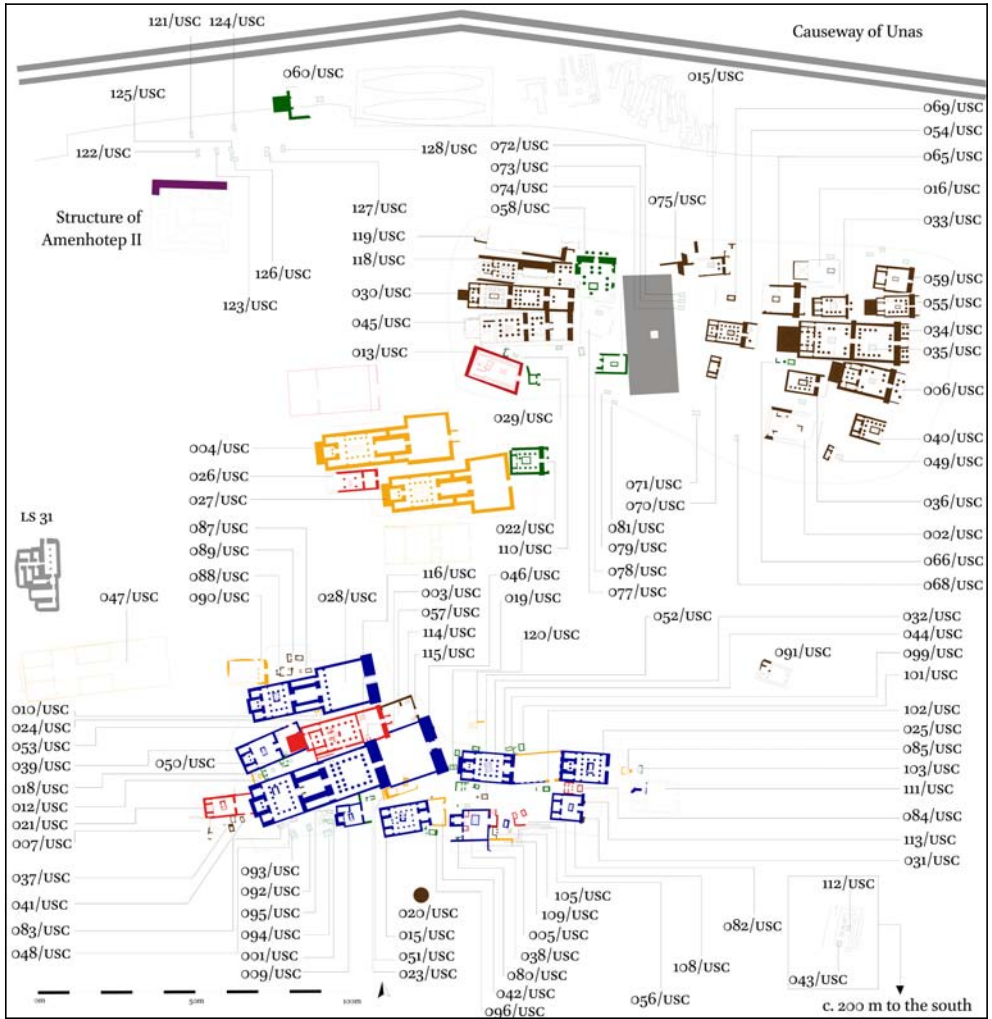 Causeway of Unas
121/USC
124/USC
060/USC
015/USC
125/USC
069/USC
054/USC
122/USC
128/USC
072/USC
065/USC
073/USC
074/USC
016/USC
058/USC
075/USC
127/USC
033/USC
Structure of
Amenhotep II
119/USC
118/USC
126/USC
059/USC
030/USC
055/USC
123/USC
045/USC
034/USC
013/USC
035/USC
006/USC
029/USC
004/USC
040/USC
026/USC
049/USC
027/USC
071/USC
070/USC
036/USC
LS 31
087/USC
022/USC
081/USC
002/USC
089/USC
110/USC
079/USC
066/USC
088/USC
116/USC
046/USC
078/USC
068/USC
047/USC
090/USC
028/USC
003/USC
019/USC
077/USC
057/USC
052/USC
032/USC
114/USC
120/USC
044/USC
115/USC
091/USC
099/USC
101/USC
010/USC
102/USC
024/USC
025/USC
053/USC
085/USC
039/USC
050/USC
103/USC
018/USC
111/USC
012/USC
084/USC
021/USC
113/USC
007/USC
031/USC
037/USC
093/USC
112/USC
041/USC
092/USC
105/USC
083/USC
095/USC
020/USC
109/USC
082/USC
048/USC
094/USC
015/USC
005/USC
001/USC
051/USC
038/USC
108/USC
009/USC
023/USC
080/USC
043/USC
042/USC
056/USC
096/USC
0m
50m
100m
c. 200 m to the south